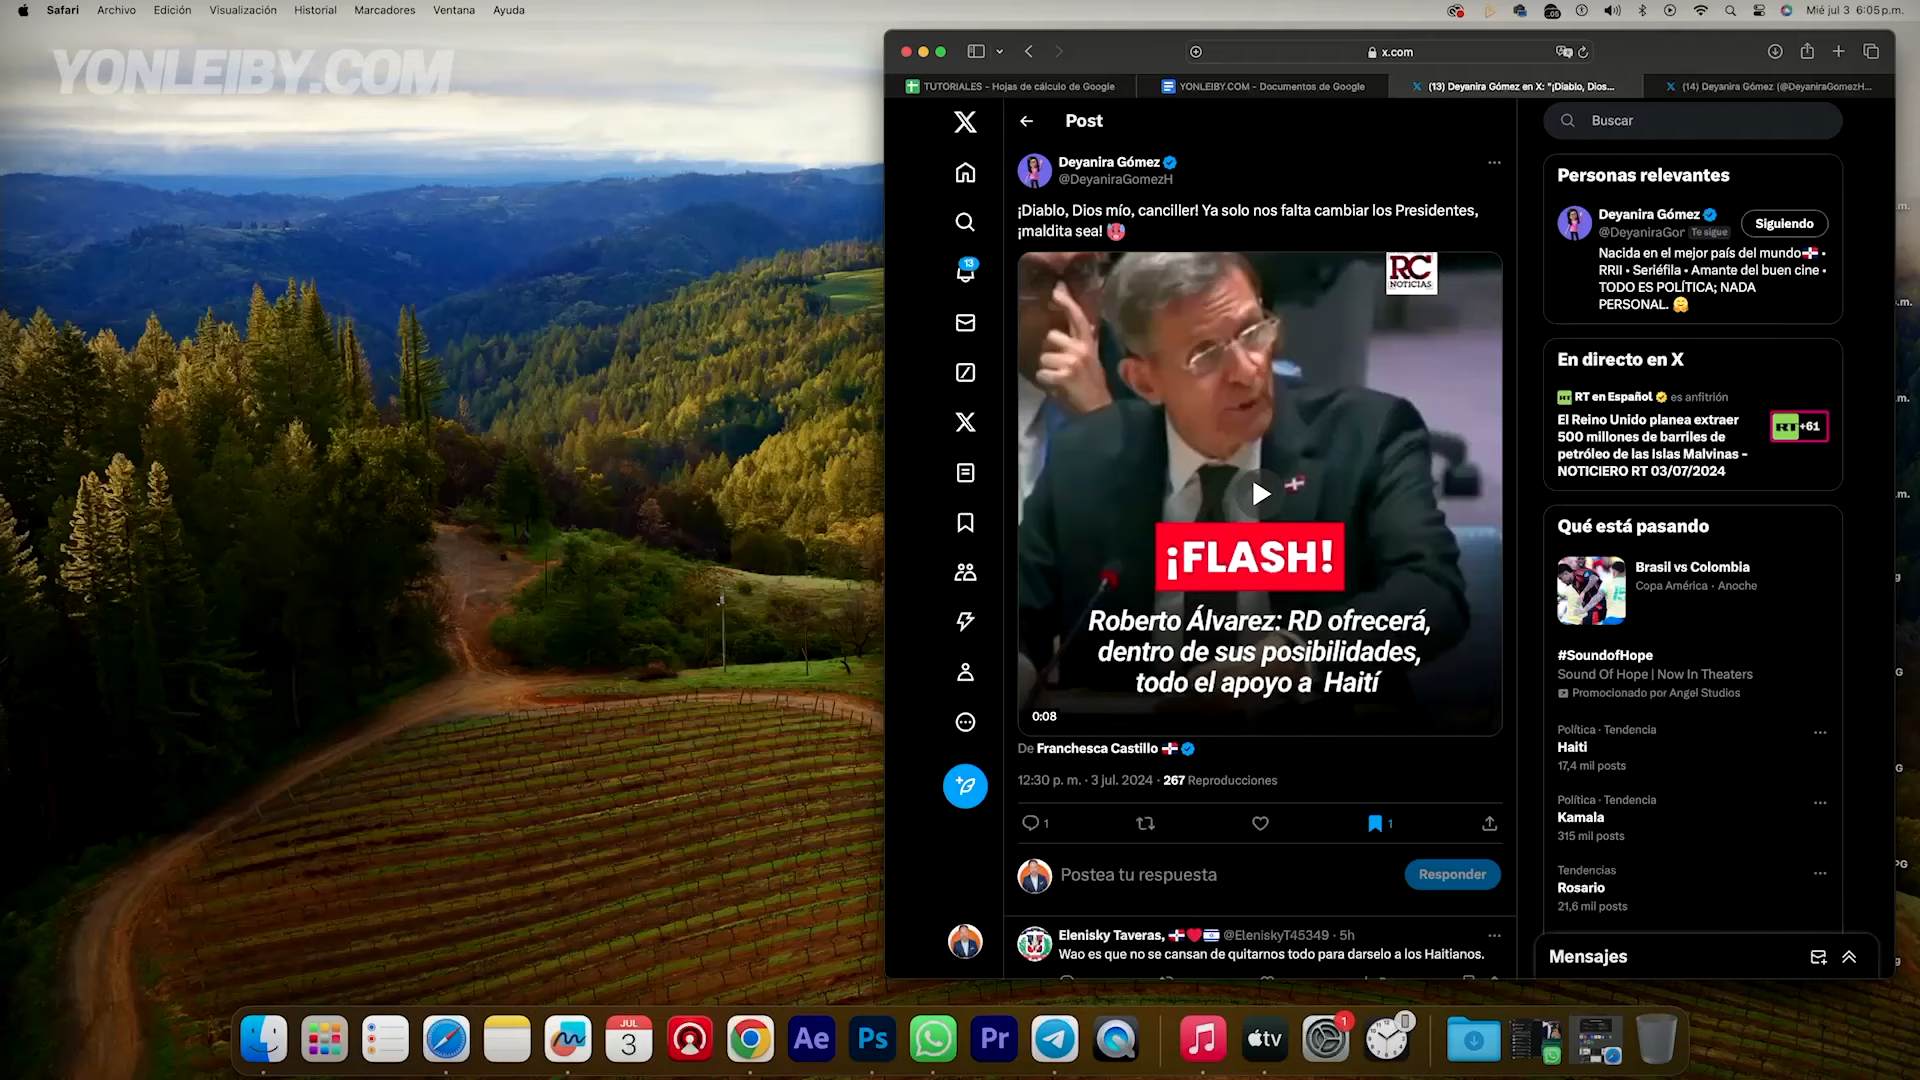 Safari Archivo Edición Visualización Historial Marcadores Ventana Ayuda
Mié jul 3 6:05 p.m.
YONLEIBY.COM
x.com
TUTORIALES - Hojas de cálculo de Google
YONLEIBY.COM - Documentos de Google
(13) Deyanira Gómez en X: "¡Diablo, Dios...
(14) Deyanira Gómez (@DeyaniraGomezH...
Post
Deyanira Gómez
@DeyaniraGomezH
¡Diablo, Dios mío, canciller! Ya solo nos falta cambiar los Presidentes,
¡maldita sea!
RC
NOTICIAS
¡FLASH!
Roberto Álvarez: RD ofrecerá,
dentro de sus posibilidades,
todo el apoyo a Haití
0:08
De Franchesca Castillo
12:30 p. m. · 3 jul. 2024 · 267 Reproducciones
1
1
Postea tu respuesta
Responder
Elenisky Taveras, @EleniskyT45349 · 5h
Wao es que no se cansan de quitarnos todo para darselo a los Haitianos.
13
Buscar
Personas relevantes
Deyanira Gómez
@DeyaniraGor Te sigue
Siguiendo
Nacida en el mejor país del mundo •
RRII • Seriéfila • Amante del buen cine •
TODO ES POLÍTICA; NADA
PERSONAL.
En directo en X
RT en Español es anfitrión
El Reino Unido planea extraer
500 millones de barriles de
petróleo de las Islas Malvinas -
NOTICIERO RT 03/07/2024
RT +61
Qué está pasando
Brasil vs Colombia
Copa América · Anoche
#SoundofHope
Sound Of Hope | Now In Theaters
Promocionado por Angel Studios
Política · Tendencia
Haiti
17,4 mil posts
Política · Tendencia
Kamala
315 mil posts
Tendencias
Rosario
21,6 mil posts
Mensajes
JUL
3
Ae
Ps
Pr
tv
1